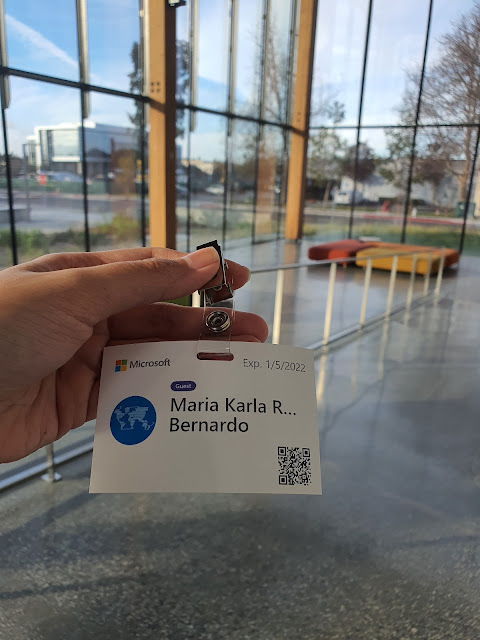 Microsoft
Exp. 1/5/2022
Guest
Maria Karla R...
Bernardo